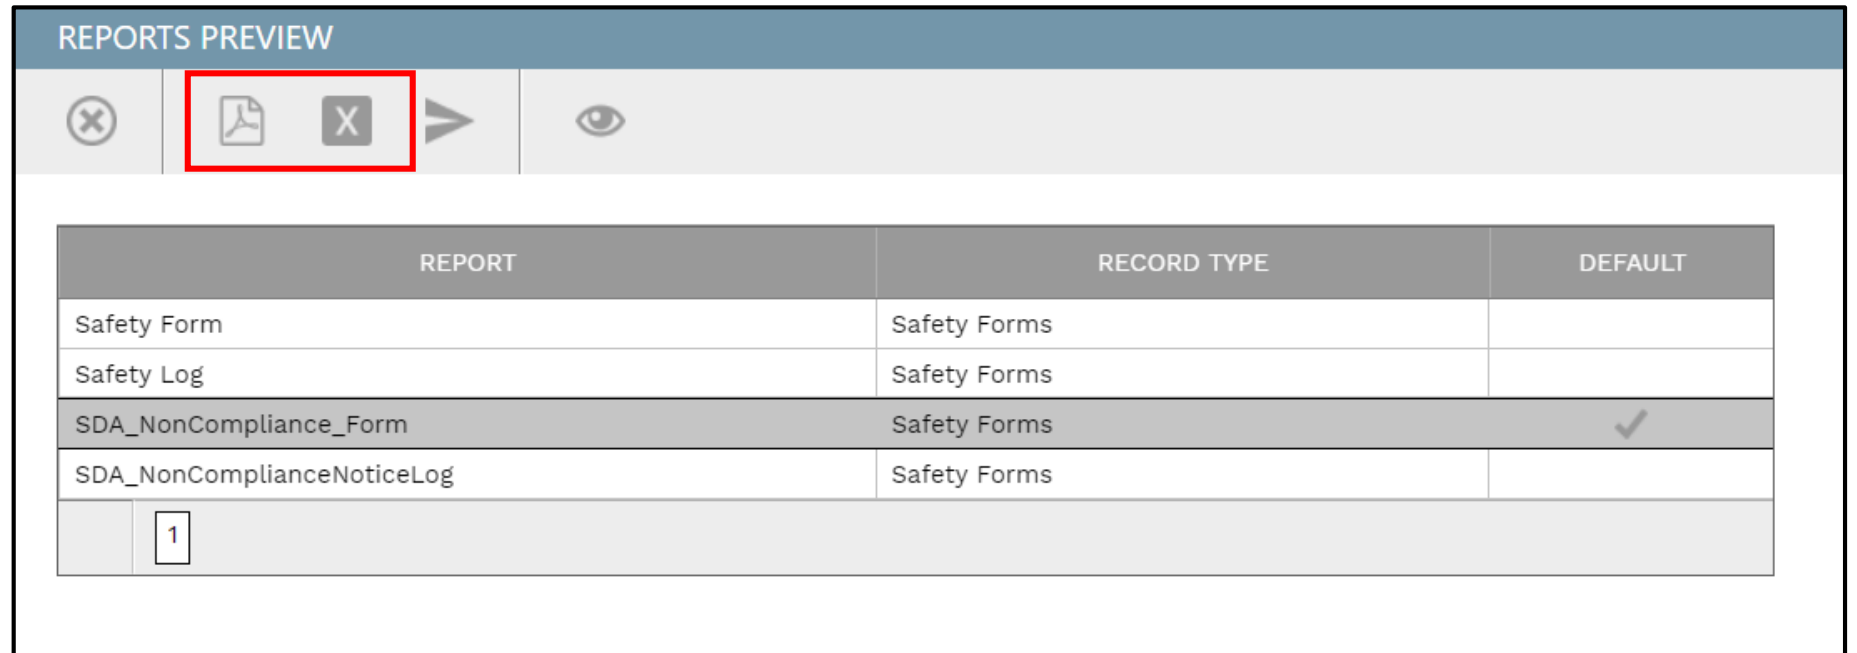 REPORTS PREVIEW
X
REPORT RECORD TYPE DEFAULT
Safety Form Safety Forms
Safety Log Safety Forms
SDA_NonCompliance_Form Safety Forms
SDA_NonComplianceNoticeLog Safety Forms
1